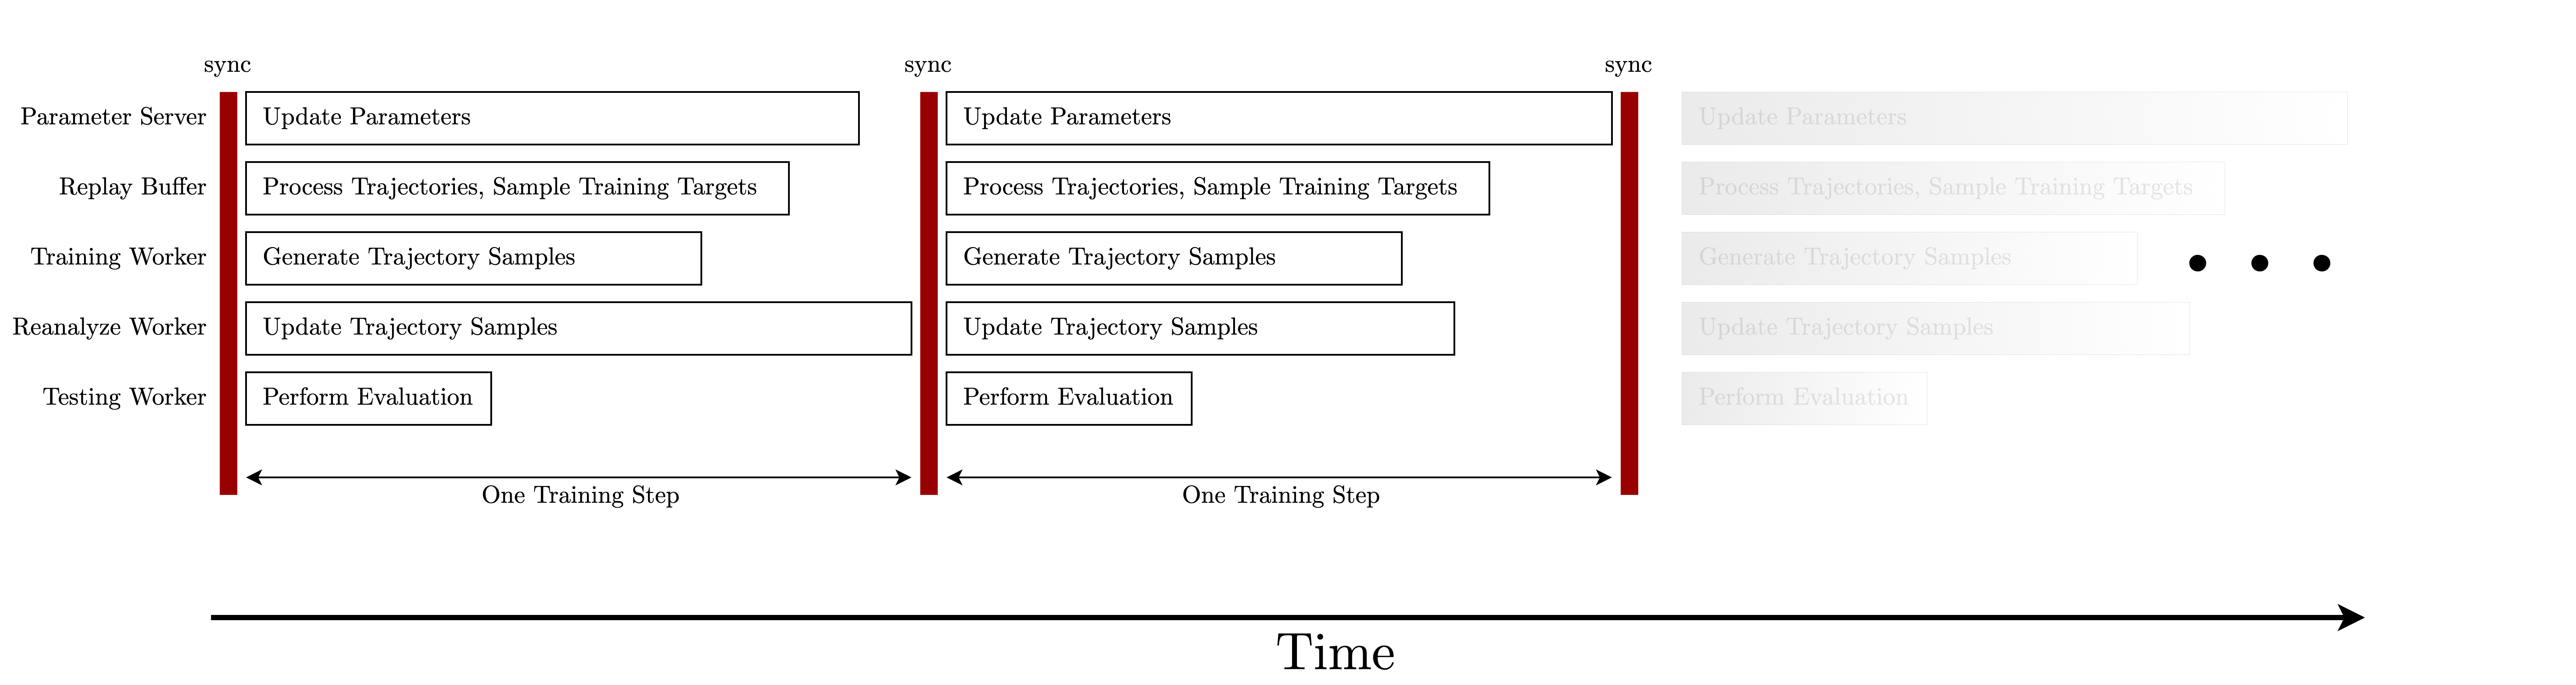 sync sync sync
Parameter Server Update Parameters Update Parameters Update Parameters
Replay Buffer Process Trajectories, Sample Training Targets Process Trajectories, Sample Training Targets Process Trajectories, Sample Training Targets
Training Worker Generate Trajectory Samples Generate Trajectory Samples Generate Trajectory Samples
Reanalyze Worker Update Trajectory Samples Update Trajectory Samples Update Trajectory Samples
Testing Worker Perform Evaluation Perform Evaluation Perform Evaluation
One Training Step One Training Step
Time